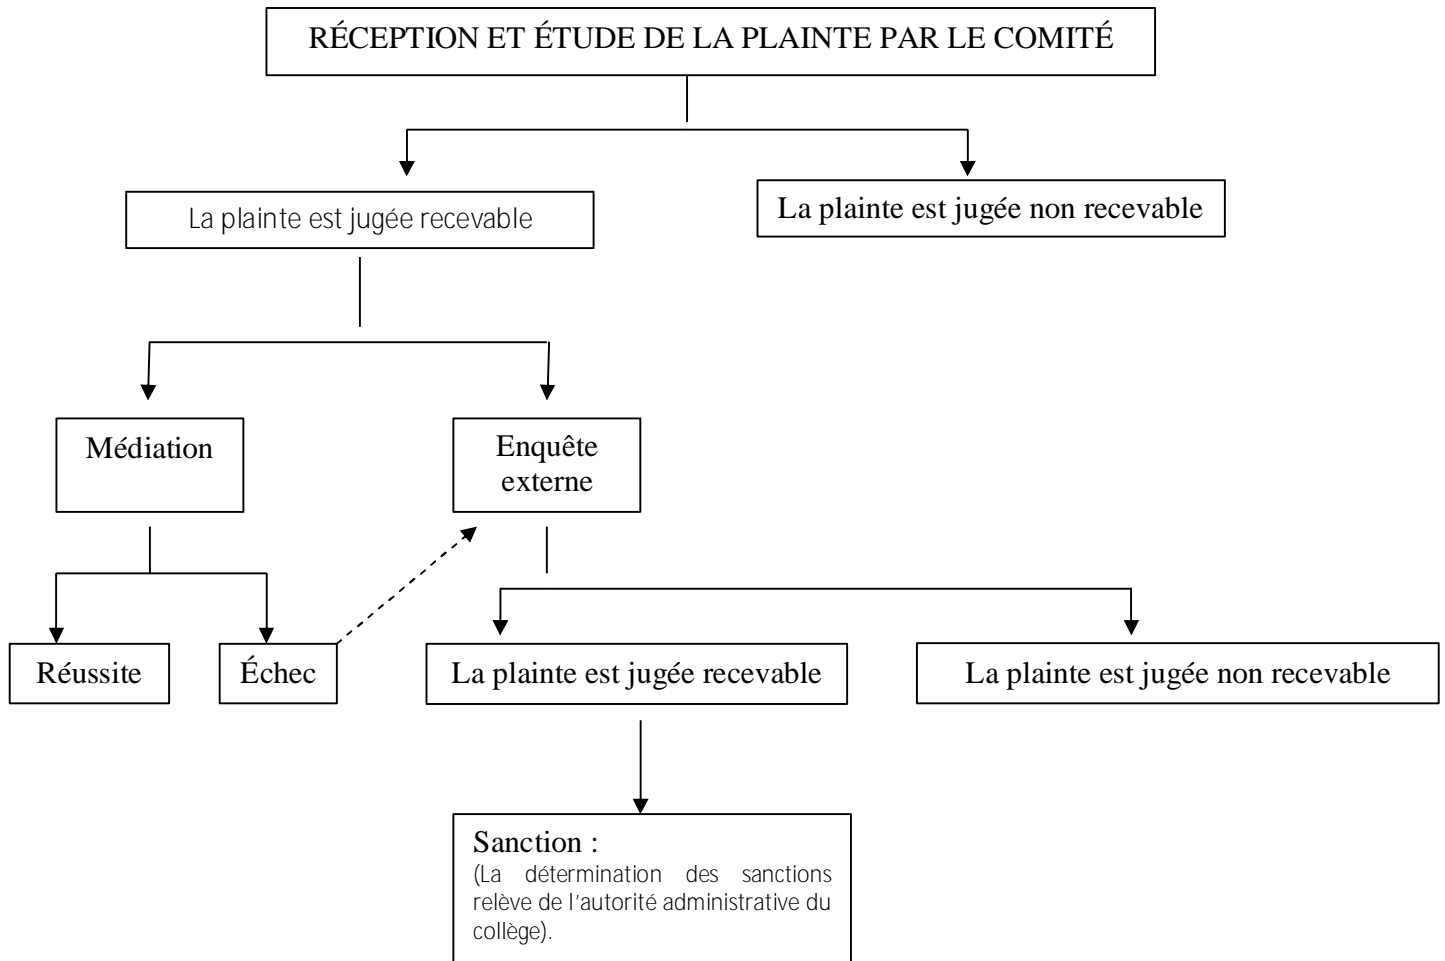 RÉCEPTION ET ÉTUDE DE LA PLAINTE PAR LE COMITÉ
La plainte est jugée recevable
La plainte est jugée non recevable
Médiation
Enquête
externe
Réussite
Échec
La plainte est jugée recevable
La plainte est jugée non recevable
Sanction :
(La détermination des sanctions
relève de l'autorité administrative du
collège).